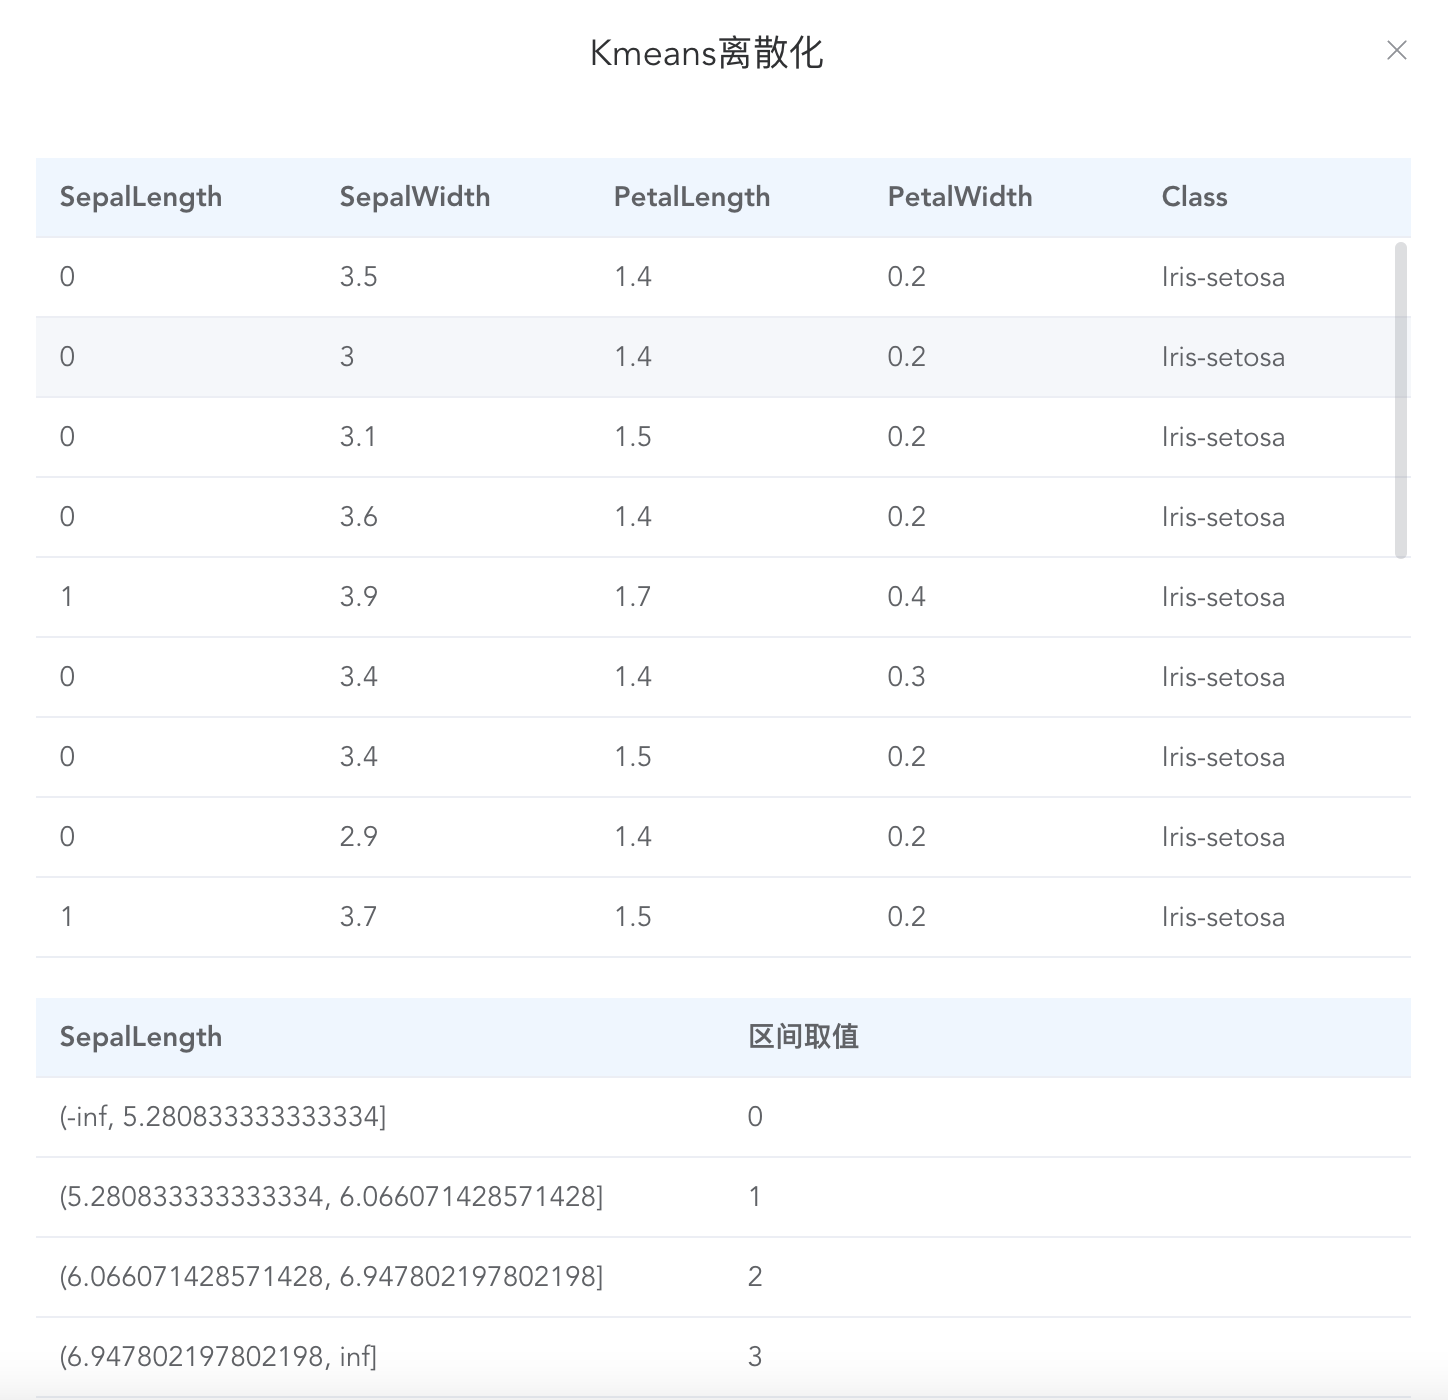 Kmeans离散化
SepalLength SepalWidth PetalLength PetalWidth Class
0 3.5 1.4 0.2 Iris-setosa
0 3 1.4 0.2 Iris-setosa
0 3.1 1.5 0.2 Iris-setosa
0 3.6 1.4 0.2 Iris-setosa
1 3.9 1.7 0.4 Iris-setosa
0 3.4 1.4 0.3 Iris-setosa
0 3.4 1.5 0.2 Iris-setosa
0 2.9 1.4 0.2 Iris-setosa
1 3.7 1.5 0.2 Iris-setosa
SepalLength 区间取值
(-inf, 5.280833333333334] 0
(5.280833333333334, 6.066071428571428] 1
(6.066071428571428, 6.947802197802198] 2
(6.947802197802198, inf] 3